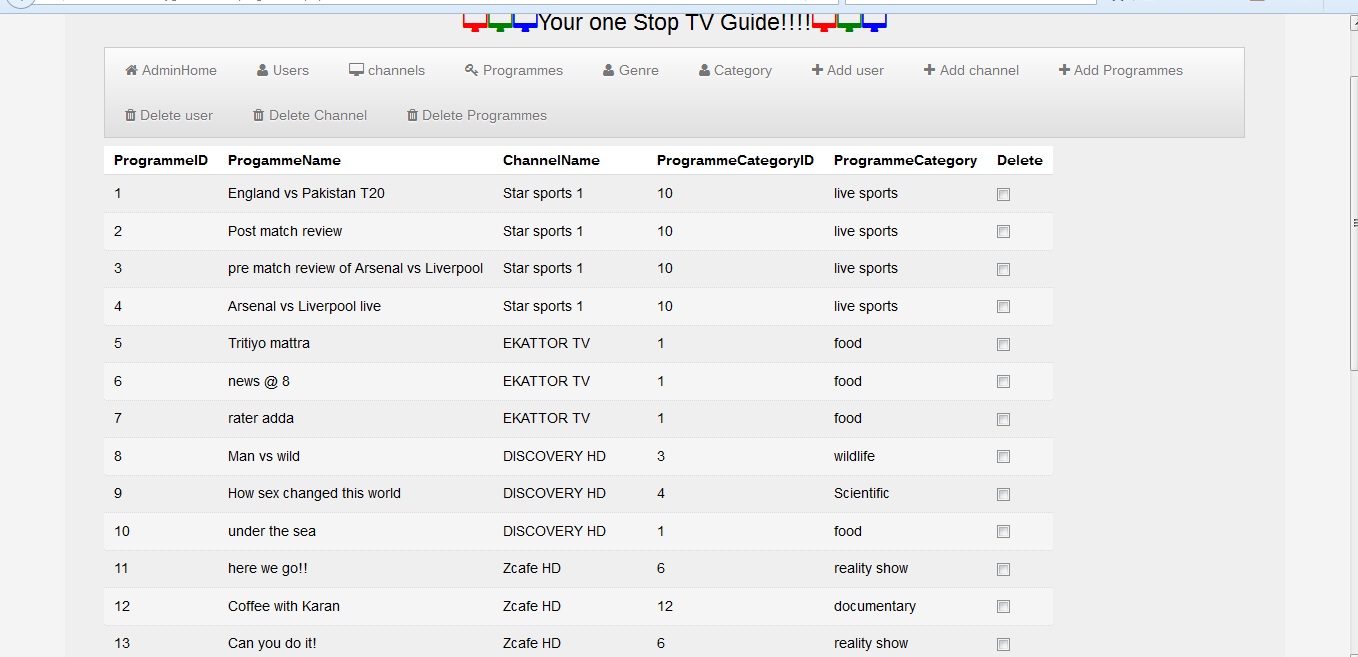 Your one Stop TV Guide!!!!
AdminHome Users channels Programmes Genre Category Add user Add channel Add Programmes
Delete user Delete Channel Delete Programmes
ProgrammeID ProgammeName ChannelName ProgrammeCategoryID ProgrammeCategory Delete
1 England vs Pakistan T20 Star sports 1 10 live sports
2 Post match review Star sports 1 10 live sports
3 pre match review of Arsenal vs Liverpool Star sports 1 10 live sports
4 Arsenal vs Liverpool live Star sports 1 10 live sports
5 Tritiyo mattra EKATTOR TV 1 food
6 news @ 8 EKATTOR TV 1 food
7 rater adda EKATTOR TV 1 food
8 Man vs wild DISCOVERY HD 3 wildlife
9 How sex changed this world DISCOVERY HD 4 Scientific
10 under the sea DISCOVERY HD 1 food
11 here we go!! Zcafe HD 6 reality show
12 Coffee with Karan Zcafe HD 12 documentary
13 Can you do it! Zcafe HD 6 reality show